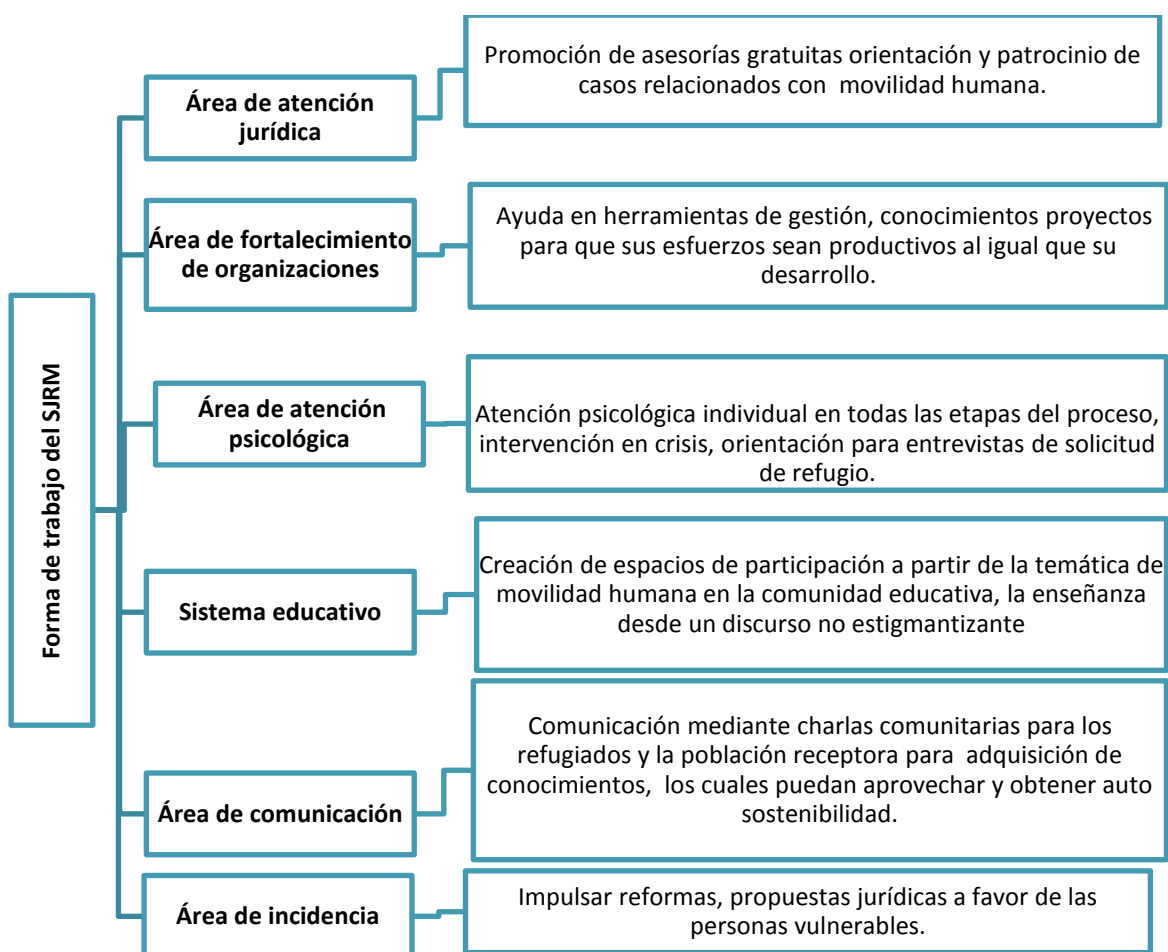 Forma de trabajo del SJRM
Área de atención
jurídica
Promoción de asesorías gratuitas orientación y patrocinio de
casos relacionados con movilidad humana.
Área de fortalecimiento
de organizaciones
Ayuda en herramientas de gestión, conocimientos proyectos
para que sus esfuerzos sean productivos al igual que su
desarrollo.
Área de atención
psicológica
Atención psicológica individual en todas las etapas del proceso,
intervención en crisis, orientación para entrevistas de solicitud
de refugio.
Sistema educativo
Creación de espacios de participación a partir de la temática de
movilidad humana en la comunidad educativa, la enseñanza
desde un discurso no estigmantizante
Área de comunicación
Comunicación mediante charlas comunitarias para los
refugiados y la población receptora para adquisición de
conocimientos, los cuales puedan aprovechar y obtener auto
sostenibilidad.
Área de incidencia
Impulsar reformas, propuestas jurídicas a favor de las
personas vulnerables.